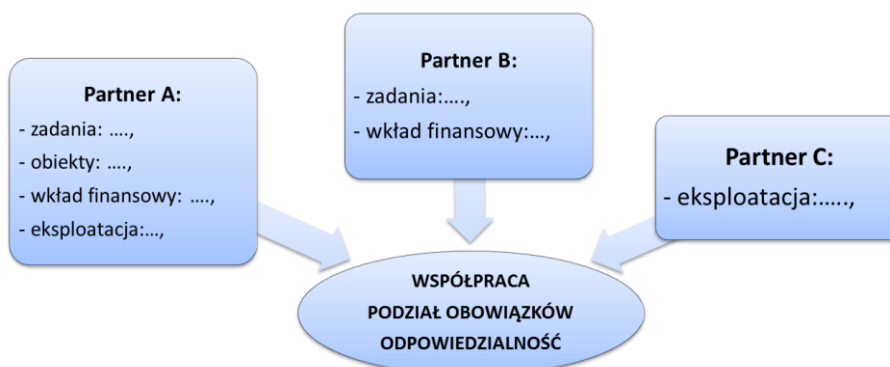 Partner A:
- zadania: ….,
- obiekty: ….,
- wkład finansowy: ….,
- eksploatacja:…,
Partner B:
- zadania:….,
- wkład finansowy:…,
Partner C:
- eksploatacja:…..,
WSPÓŁPRACA
PODZIAŁ OBOWIĄZKÓW
ODPOWIEDZIALNOŚĆ